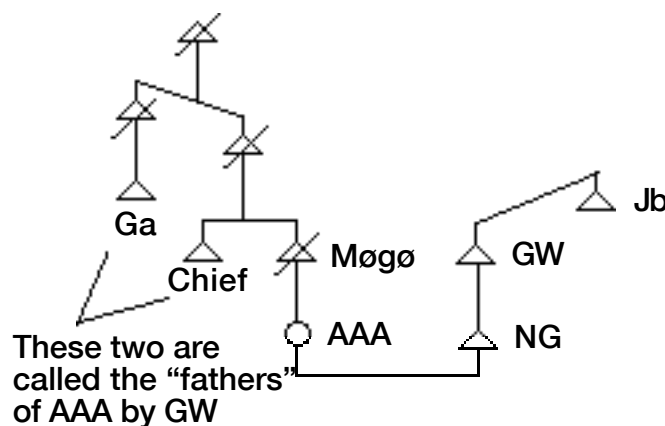 Jb
Ga
Chief
Møgø
GW
AAA
NG
These two are
called the “fathers”
of AAA by GW